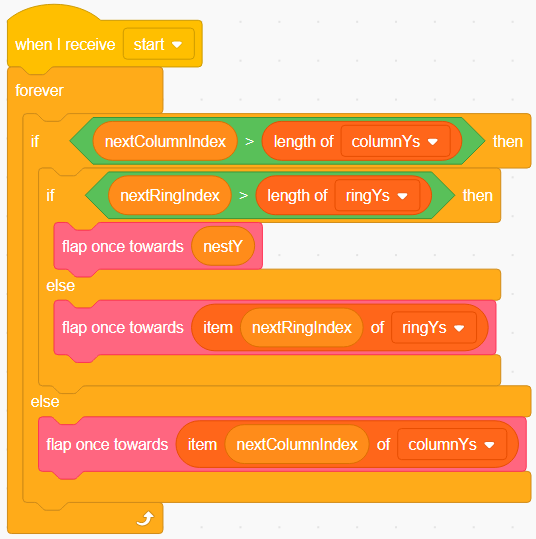 when I receive start
forever
if nextColumnIndex > length of columnYs then
if nextRingIndex > length of ringYs then
flap once towards nestY
else
flap once towards item nextRingIndex of ringYs
else
flap once towards item nextColumnIndex of columnYs